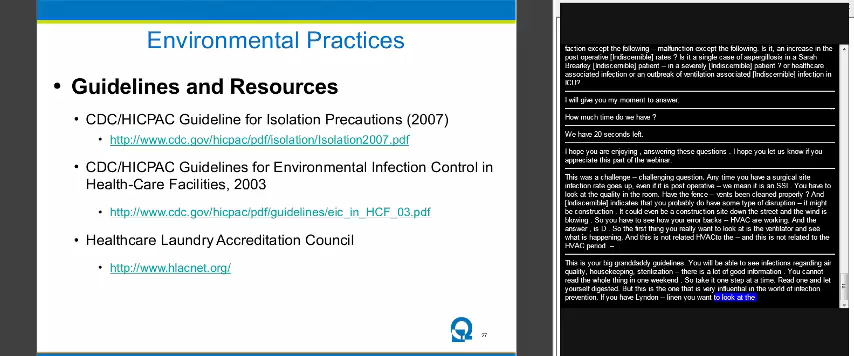 Environmental Practices
• Guidelines and Resources
• CDC/HICPAC Guideline for Isolation Precautions (2007)
• http://www.cdc.gov/hicpac/pdf/isolation/Isolation2007.pdf
• CDC/HICPAC Guidelines for Environmental Infection Control in
Health-Care Facilities, 2003
• http://www.cdc.gov/hicpac/pdf/guidelines/eic_in_HCF_03.pdf
• Healthcare Laundry Accreditation Council
• http://www.hlacnet.org/
27
faction except the following -- malfunction except the following. Is it, an increase in the
post operative [Indiscernible] rates ? Is it a single case of aspergillosis in a Sarah
Brearley [Indiscernible] patient -- in a severely [Indiscernible] patient ? or healthcare
associated infection or an outbreak of ventilation associated [Indiscernible] infection in
ICU?
I will give you my moment to answer.
How much time do we have ?
We have 20 seconds left.
I hope you are enjoying , answering these questions . I hope you let us know if you
appreciate this part of the webinar.
This was a challenge -- challenging question. Any time you have a surgical site
infection rate goes up, even if it is post operative -- we mean it is an SSI . You have to
look at the quality in the room. Have the fence -- vents been cleaned properly ? And
[Indiscernible] indicates that you probably do have some type of disruption -- it might
be construction . It could even be a construction site down the street and the wind is
blowing . So you have to see how your error backs -- HVAC are working. And the
answer , is D . So the first thing you really want to look at is the ventilator and see
what is happening. And this is not related HVACto the -- and this is not related to the
HVAC period. --
This is your big granddaddy guidelines. You will be able to see infections regarding air
quality, housekeeping, sterilization -- there is a lot of good information . You cannot
read the whole thing in one weekend . So take it one step at a time. Read one and let
yourself digested. But this is the one that is very influential in the world of infection
prevention. If you have Lyndon -- linen you want to look at the